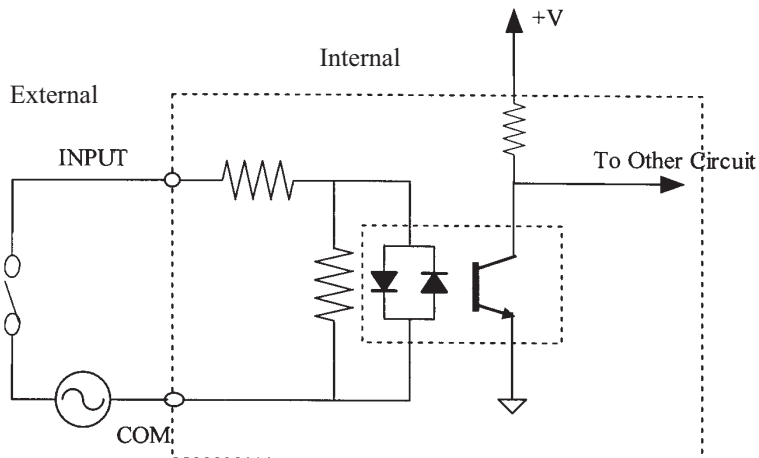 +V
Internal
External
INPUT
To Other Circuit
COM